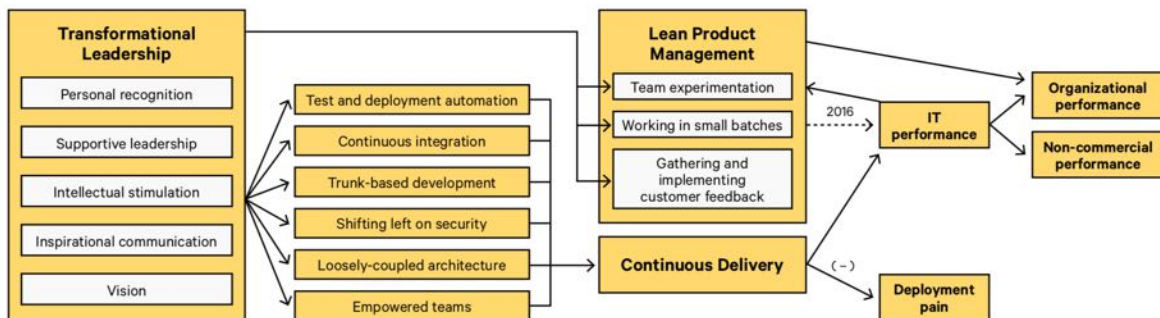 Transformational
Leadership
Personal recognition
Supportive leadership
Intellectual stimulation
Inspirational communication
Vision
Test and deployment automation
Continuous integration
Trunk-based development
Shifting left on security
Loosely-coupled architecture
Empowered teams
Lean Product
Management
Team experimentation
Working in small batches
Gathering and
implementing
customer feedback
Continuous Delivery
2016
IT
performance
(–)
Deployment
pain
Organizational
performance
Non-commercial
performance